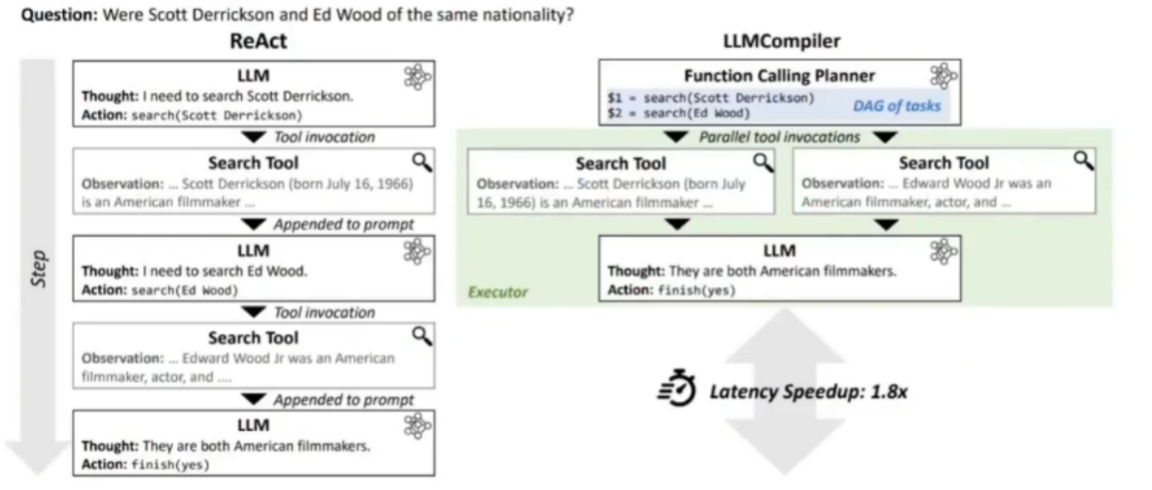 Question: Were Scott Derrickson and Ed Wood of the same nationality?
ReAct
Step
LLM
Thought: I need to search Scott Derrickson.
Action: search(Scott Derrickson)
Tool invocation
Search Tool
Observation: ... Scott Derrickson (born July 16, 1966)
is an American filmmaker ...
Appended to prompt
LLM
Thought: I need to search Ed Wood.
Action: search(Ed Wood)
Tool invocation
Search Tool
Observation: ... Edward Wood Jr was an American
filmmaker, actor, and ....
Appended to prompt
LLM
Thought: They are both American filmmakers.
Action: finish(yes)
LLMCompiler
Function Calling Planner
$1 = search(Scott Derrickson)
$2 = search(Ed Wood)
DAG of tasks
Parallel tool invocations
Search Tool
Observation: ... Scott Derrickson (born July
16, 1966) is an American filmmaker ...
Search Tool
Observation: ... Edward Wood Jr was an
American filmmaker, actor, and ...
LLM
Thought: They are both American filmmakers.
Action: finish(yes)
Executor
Latency Speedup: 1.8x